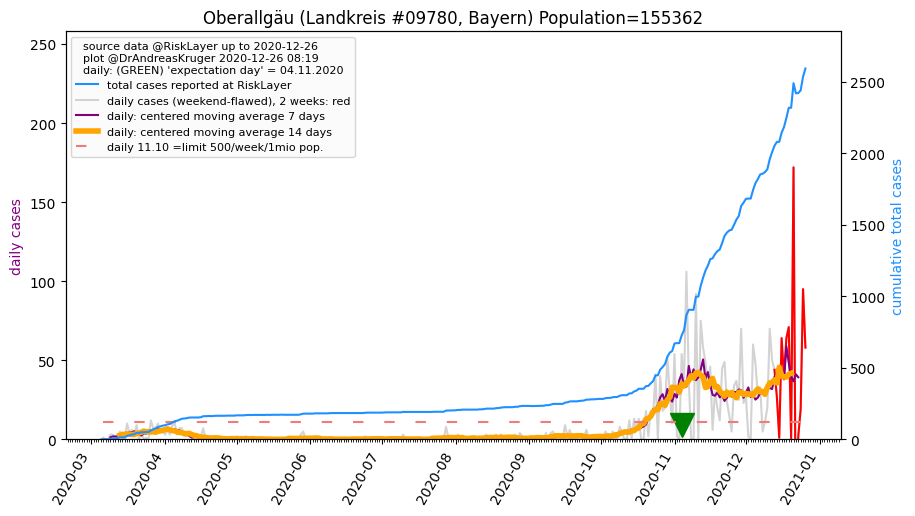 Oberallgäu (Landkreis #09780, Bayern) Population=155362
source data @RiskLayer up to 2020-12-26
plot @DrAndreasKruger 2020-12-26 08:19
daily: (GREEN) 'expectation day' = 04.11.2020
total cases reported at RiskLayer
daily cases (weekend-flawed), 2 weeks: red
daily: centered moving average 7 days
daily: centered moving average 14 days
daily 11.10 =limit 500/week/1mio pop.
daily cases
250
200
150
100
50
0
cumulative total cases
2500
2000
1500
1000
500
0
2020-03
2020-04
2020-05
2020-06
2020-07
2020-08
2020-09
2020-10
2020-11
2020-12
2021-01